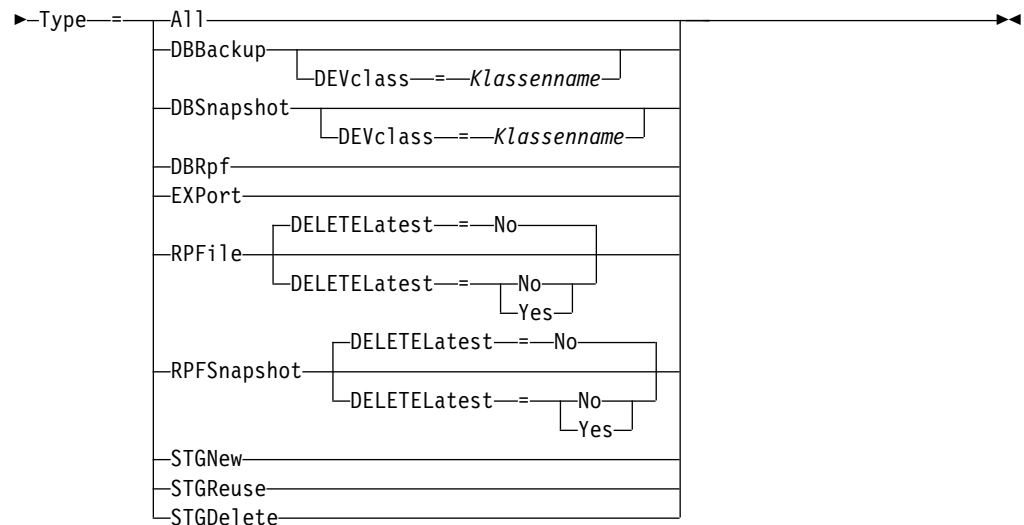 Type = All
DBBackup
DEVclass = Klassenname
DBSnapshot
DEVclass = Klassenname
DBRpf
EXPort
DELETELatest = No
RPFile
DELETELatest = No
Yes
DELETELatest = No
RPFSnapshot
DELETELatest = No
Yes
STGNew
STGReuse
STGDelete